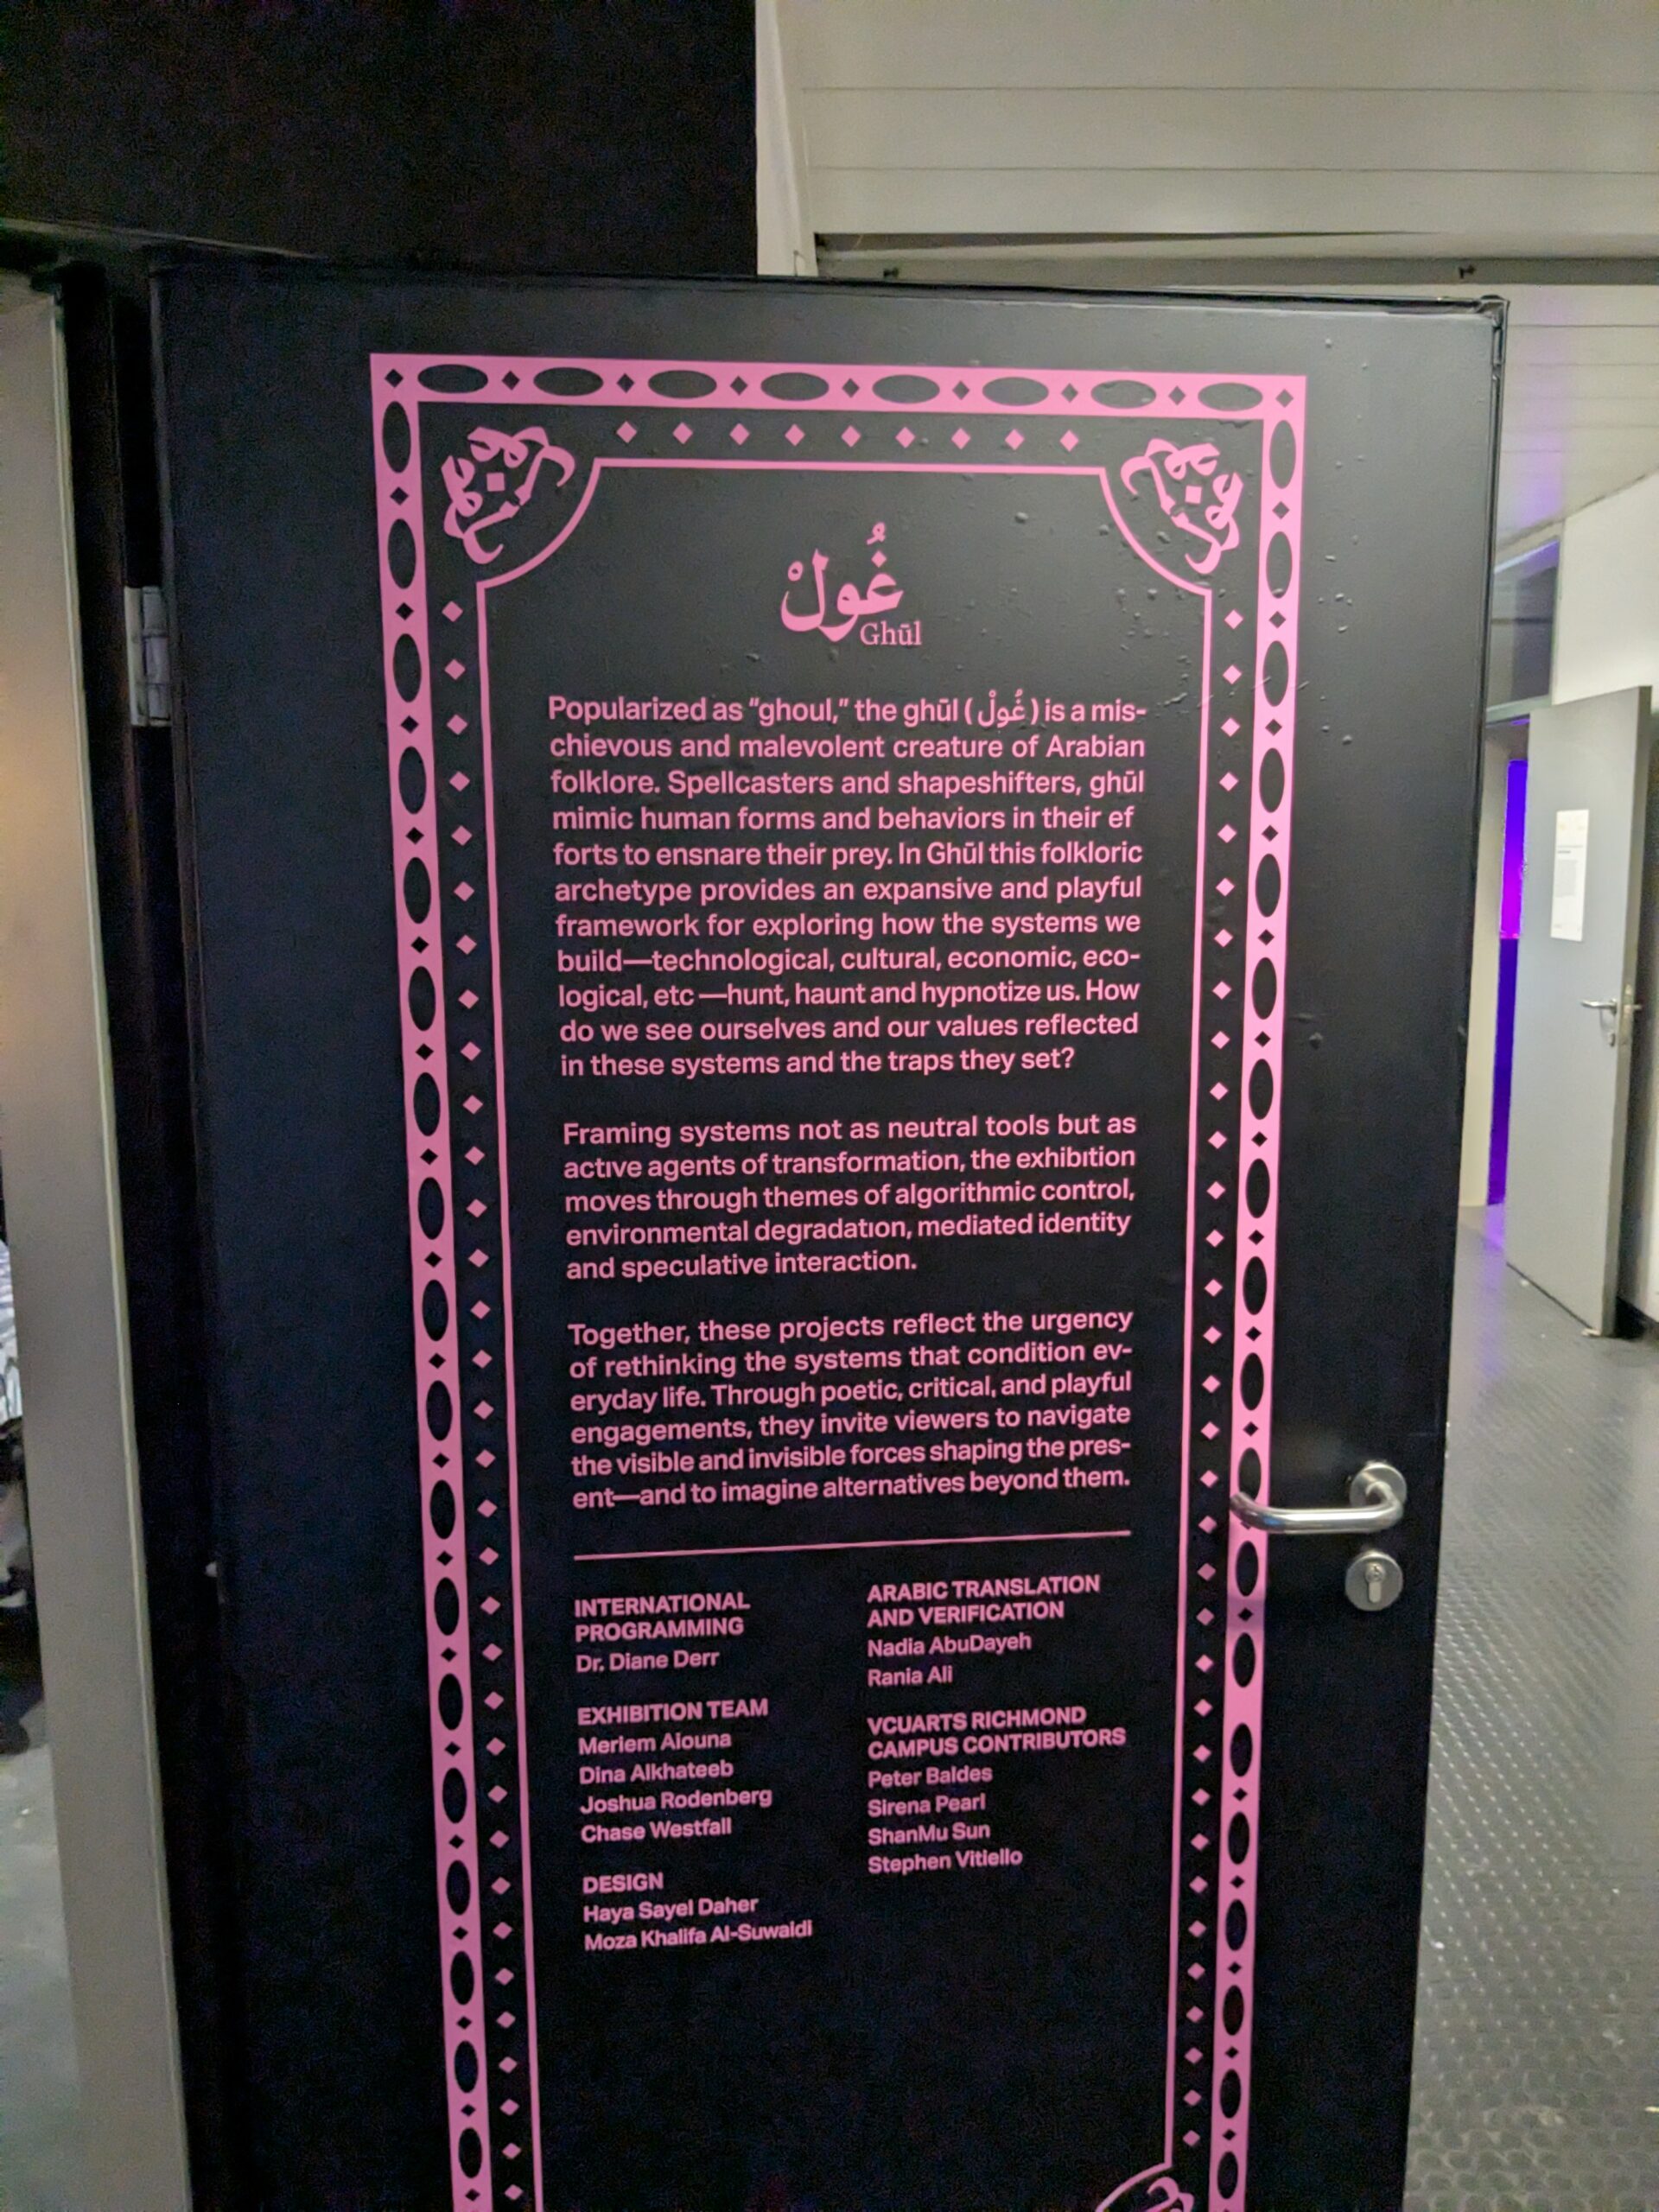 غُولْ
Ghūl
Popularized as “ghoul,” the ghūl (غُولْ) is a mis-
chievous and malevolent creature of Arabian
folklore. Spellcasters and shapeshifters, ghūl
mimic human forms and behaviors in their ef
forts to ensnare their prey. In Ghūl this folkloric
archetype provides an expansive and playful
framework for exploring how the systems we
build—technological, cultural, economic, eco-
logical, etc —hunt, haunt and hypnotize us. How
do we see ourselves and our values reflected
in these systems and the traps they set?
Framing systems not as neutral tools but as
active agents of transformation, the exhibition
moves through themes of algorithmic control,
environmental degradation, mediated identity
and speculative interaction.
Together, these projects reflect the urgency
of rethinking the systems that condition ev-
eryday life. Through poetic, critical, and playful
engagements, they invite viewers to navigate
the visible and invisible forces shaping the pres-
ent—and to imagine alternatives beyond them.
INTERNATIONAL
PROGRAMMING
Dr. Diane Derr
EXHIBITION TEAM
Meriem Aiouna
Dina Alkhateeb
Joshua Rodenberg
Chase Westfall
DESIGN
Haya Sayel Daher
Moza Khalifa Al-Suwaidi
ARABIC TRANSLATION
AND VERIFICATION
Nadia AbuDayeh
Rania Ali
VCUARTS RICHMOND
CAMPUS CONTRIBUTORS
Peter Baldes
Sirena Pearl
ShanMu Sun
Stephen Vitiello